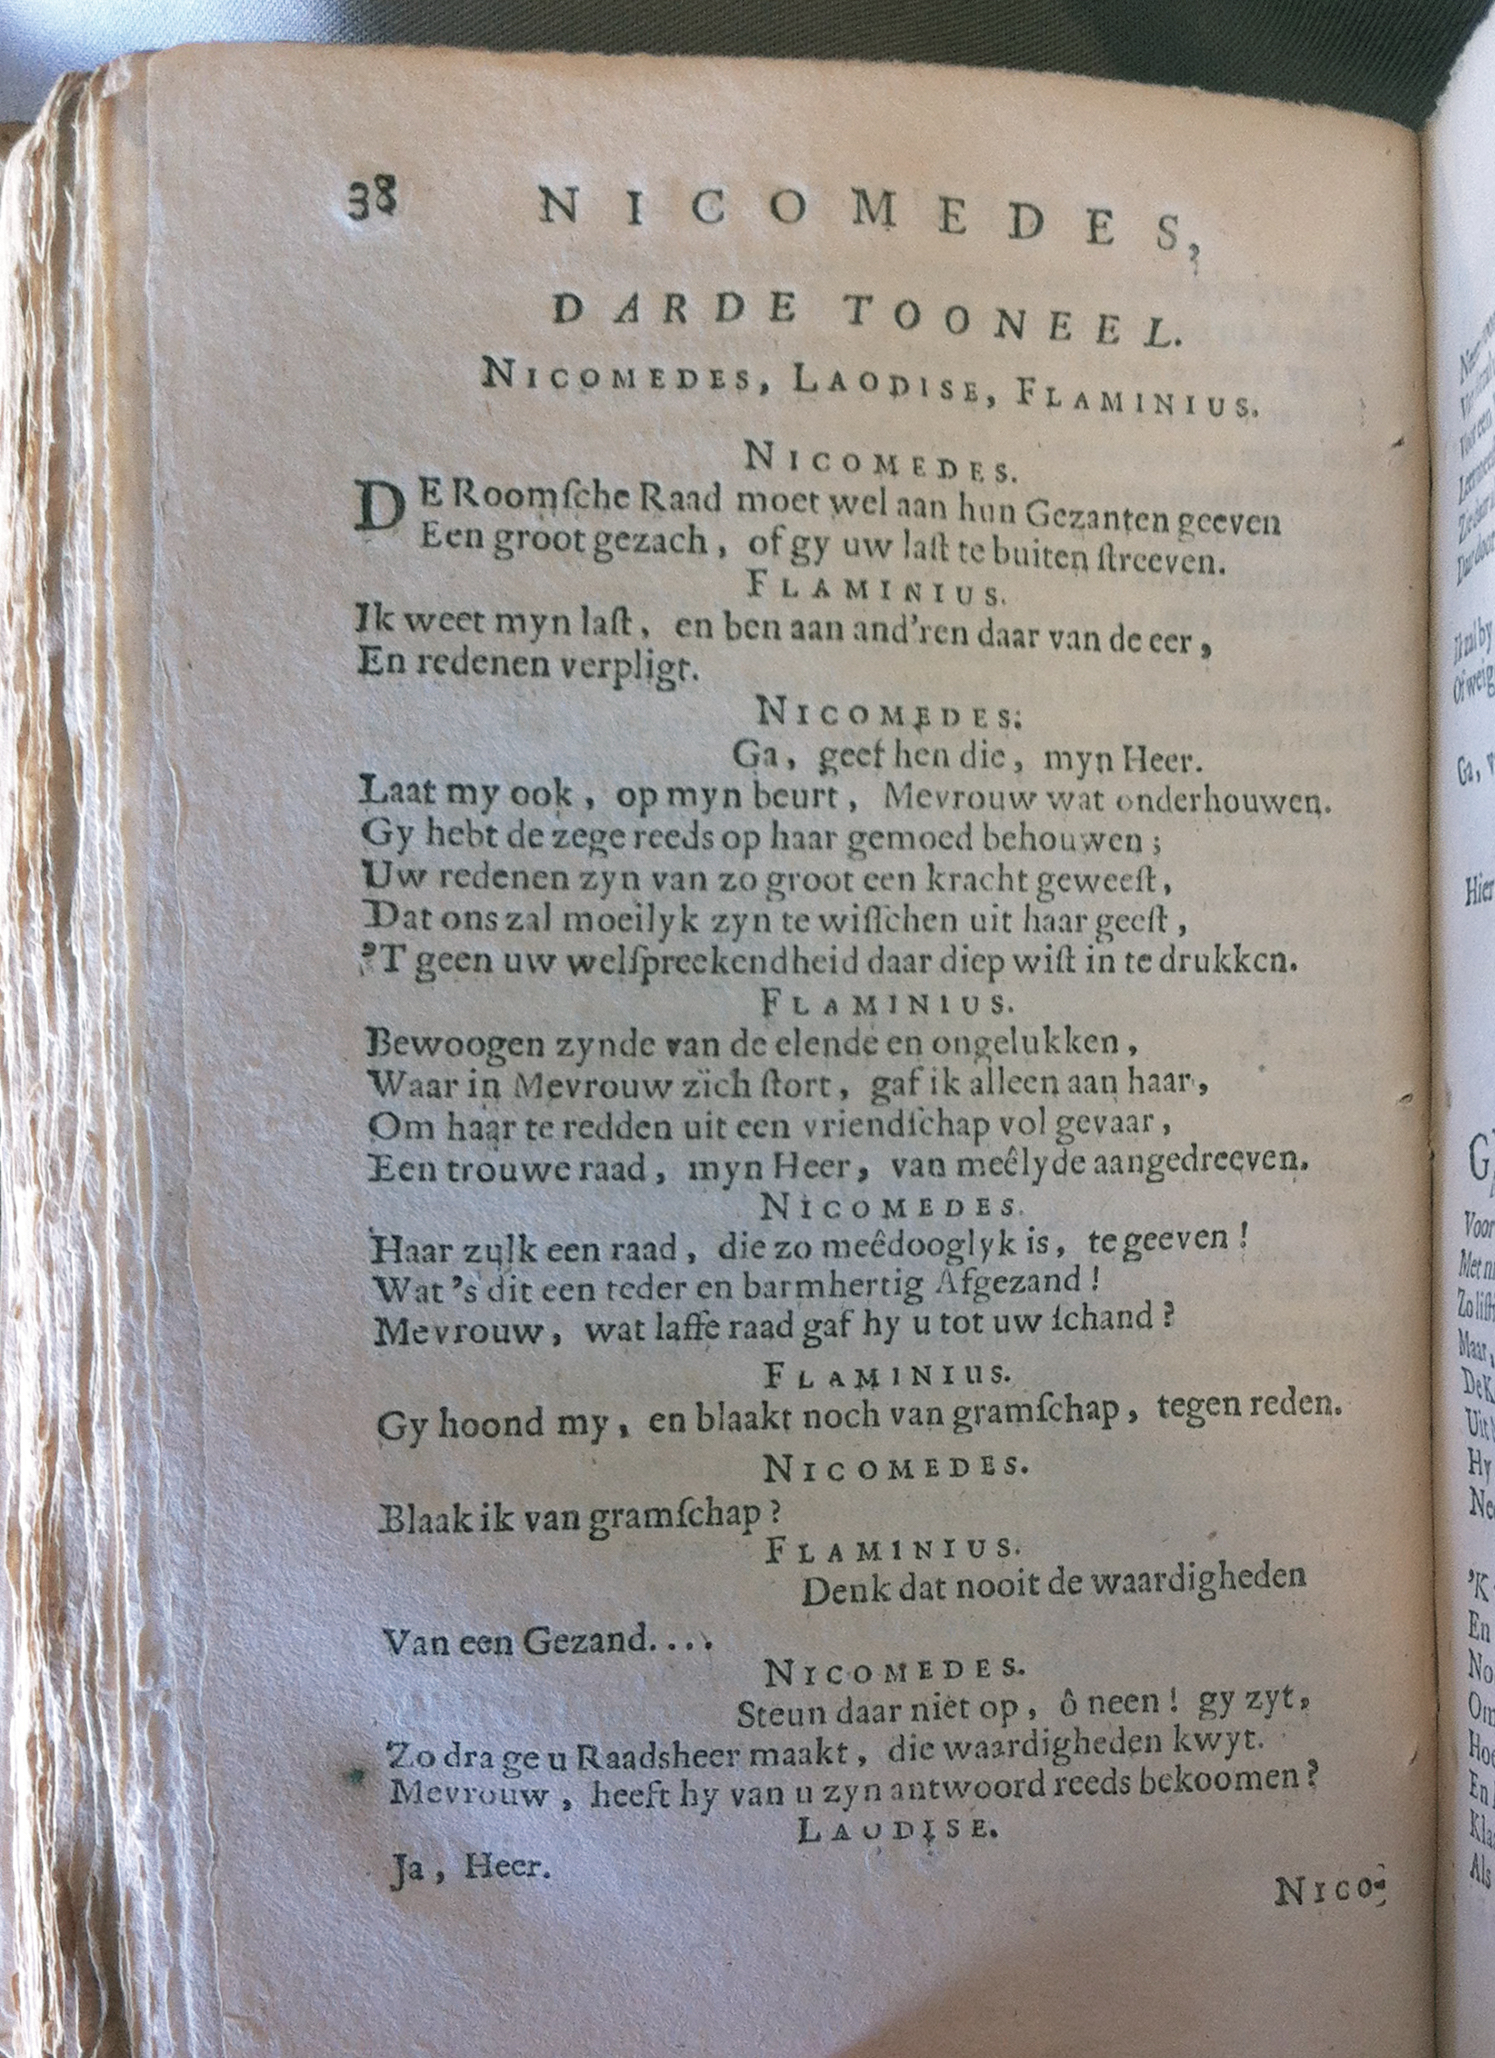 38 NICOMEDES,
DARDE TOONEEL.
NICOMEDES, LAODISE, FLAMINIUS.
NICOMEDES.
DE Roomſche Raad moet wel aan hun Gezanten geeven
Een groot gezach, of gy uw laſt te buiten ſtreeven.
FLAMINIUS.
Ik weet myn laſt, en ben aan and'ren daar van de eer,
En redenen verpligt.
NICOMEDES.
Ga, geef hen die, myn Heer.
Laat my ook, op myn beurt, Mevrouw wat onderhouwen.
Gy hebt de zege reeds op haar gemoed behouwen;
Uw redenen zyn van zo groot een kracht geweeſt,
Dat ons zal moeilyk zyn te wiſſchen uit haar geeſt,
'T geen uw welſpreekendheid daar diep wiſt in te drukken.
FLAMINIUS.
Bewoogen zynde van de elende en ongelukken,
Waar in Mevrouw zich ſtort, gaf ik alleen aan haar,
Om haar te redden uit een vriendſchap vol gevaar,
Een trouwe raad, myn Heer, van meêlyde aangedreeven.
NICOMEDES.
Haar zulk een raad, die zo meêdooglyk is, te geeven!
Wat 's dit een teder en barmhertig Afgezand!
Mevrouw, wat laffe raad gaf hy u tot uw ſchand?
FLAMINIUS.
Gy hoond my, en blaakt noch van gramſchap, tegen reden.
NICOMEDES.
Blaak ik van gramſchap?
FLAMINIUS.
Denk dat nooit de waardigheden
Van een Gezand....
NICOMEDES.
Steun daar niet op, ô neen! gy zyt,
Zo dra ge u Raadsheer maakt, die waardigheden kwyt.
Mevrouw, heeft hy van u zyn antwoord reeds bekoomen?
LAODISE.
Ja, Heer.
NICO-
Ga,
Hier
Voor
Maar,
Uit
Hy
'K
En
No
Om
En
Als